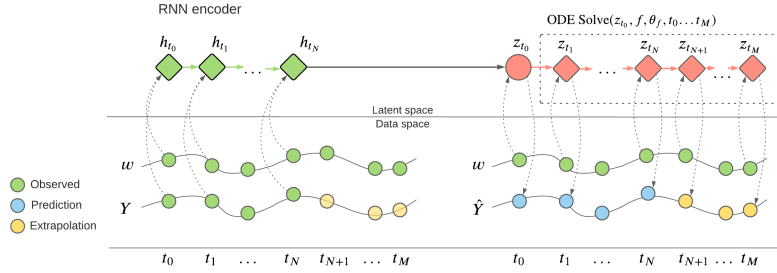 RNN encoder
ODE Solve(z_{t_0}, f, θ_f, t_0 … t_M)
h_{t_0} h_{t_1} … h_{t_N} z_{t_0} z_{t_1} … z_{t_N} z_{t_{N+1}} … z_{t_M}
Latent space
Data space
w w
Observed
Prediction
Extrapolation
Y Ŷ
t_0 t_1 … t_N t_{N+1} … t_M t_0 t_1 … t_N t_{N+1} … t_M